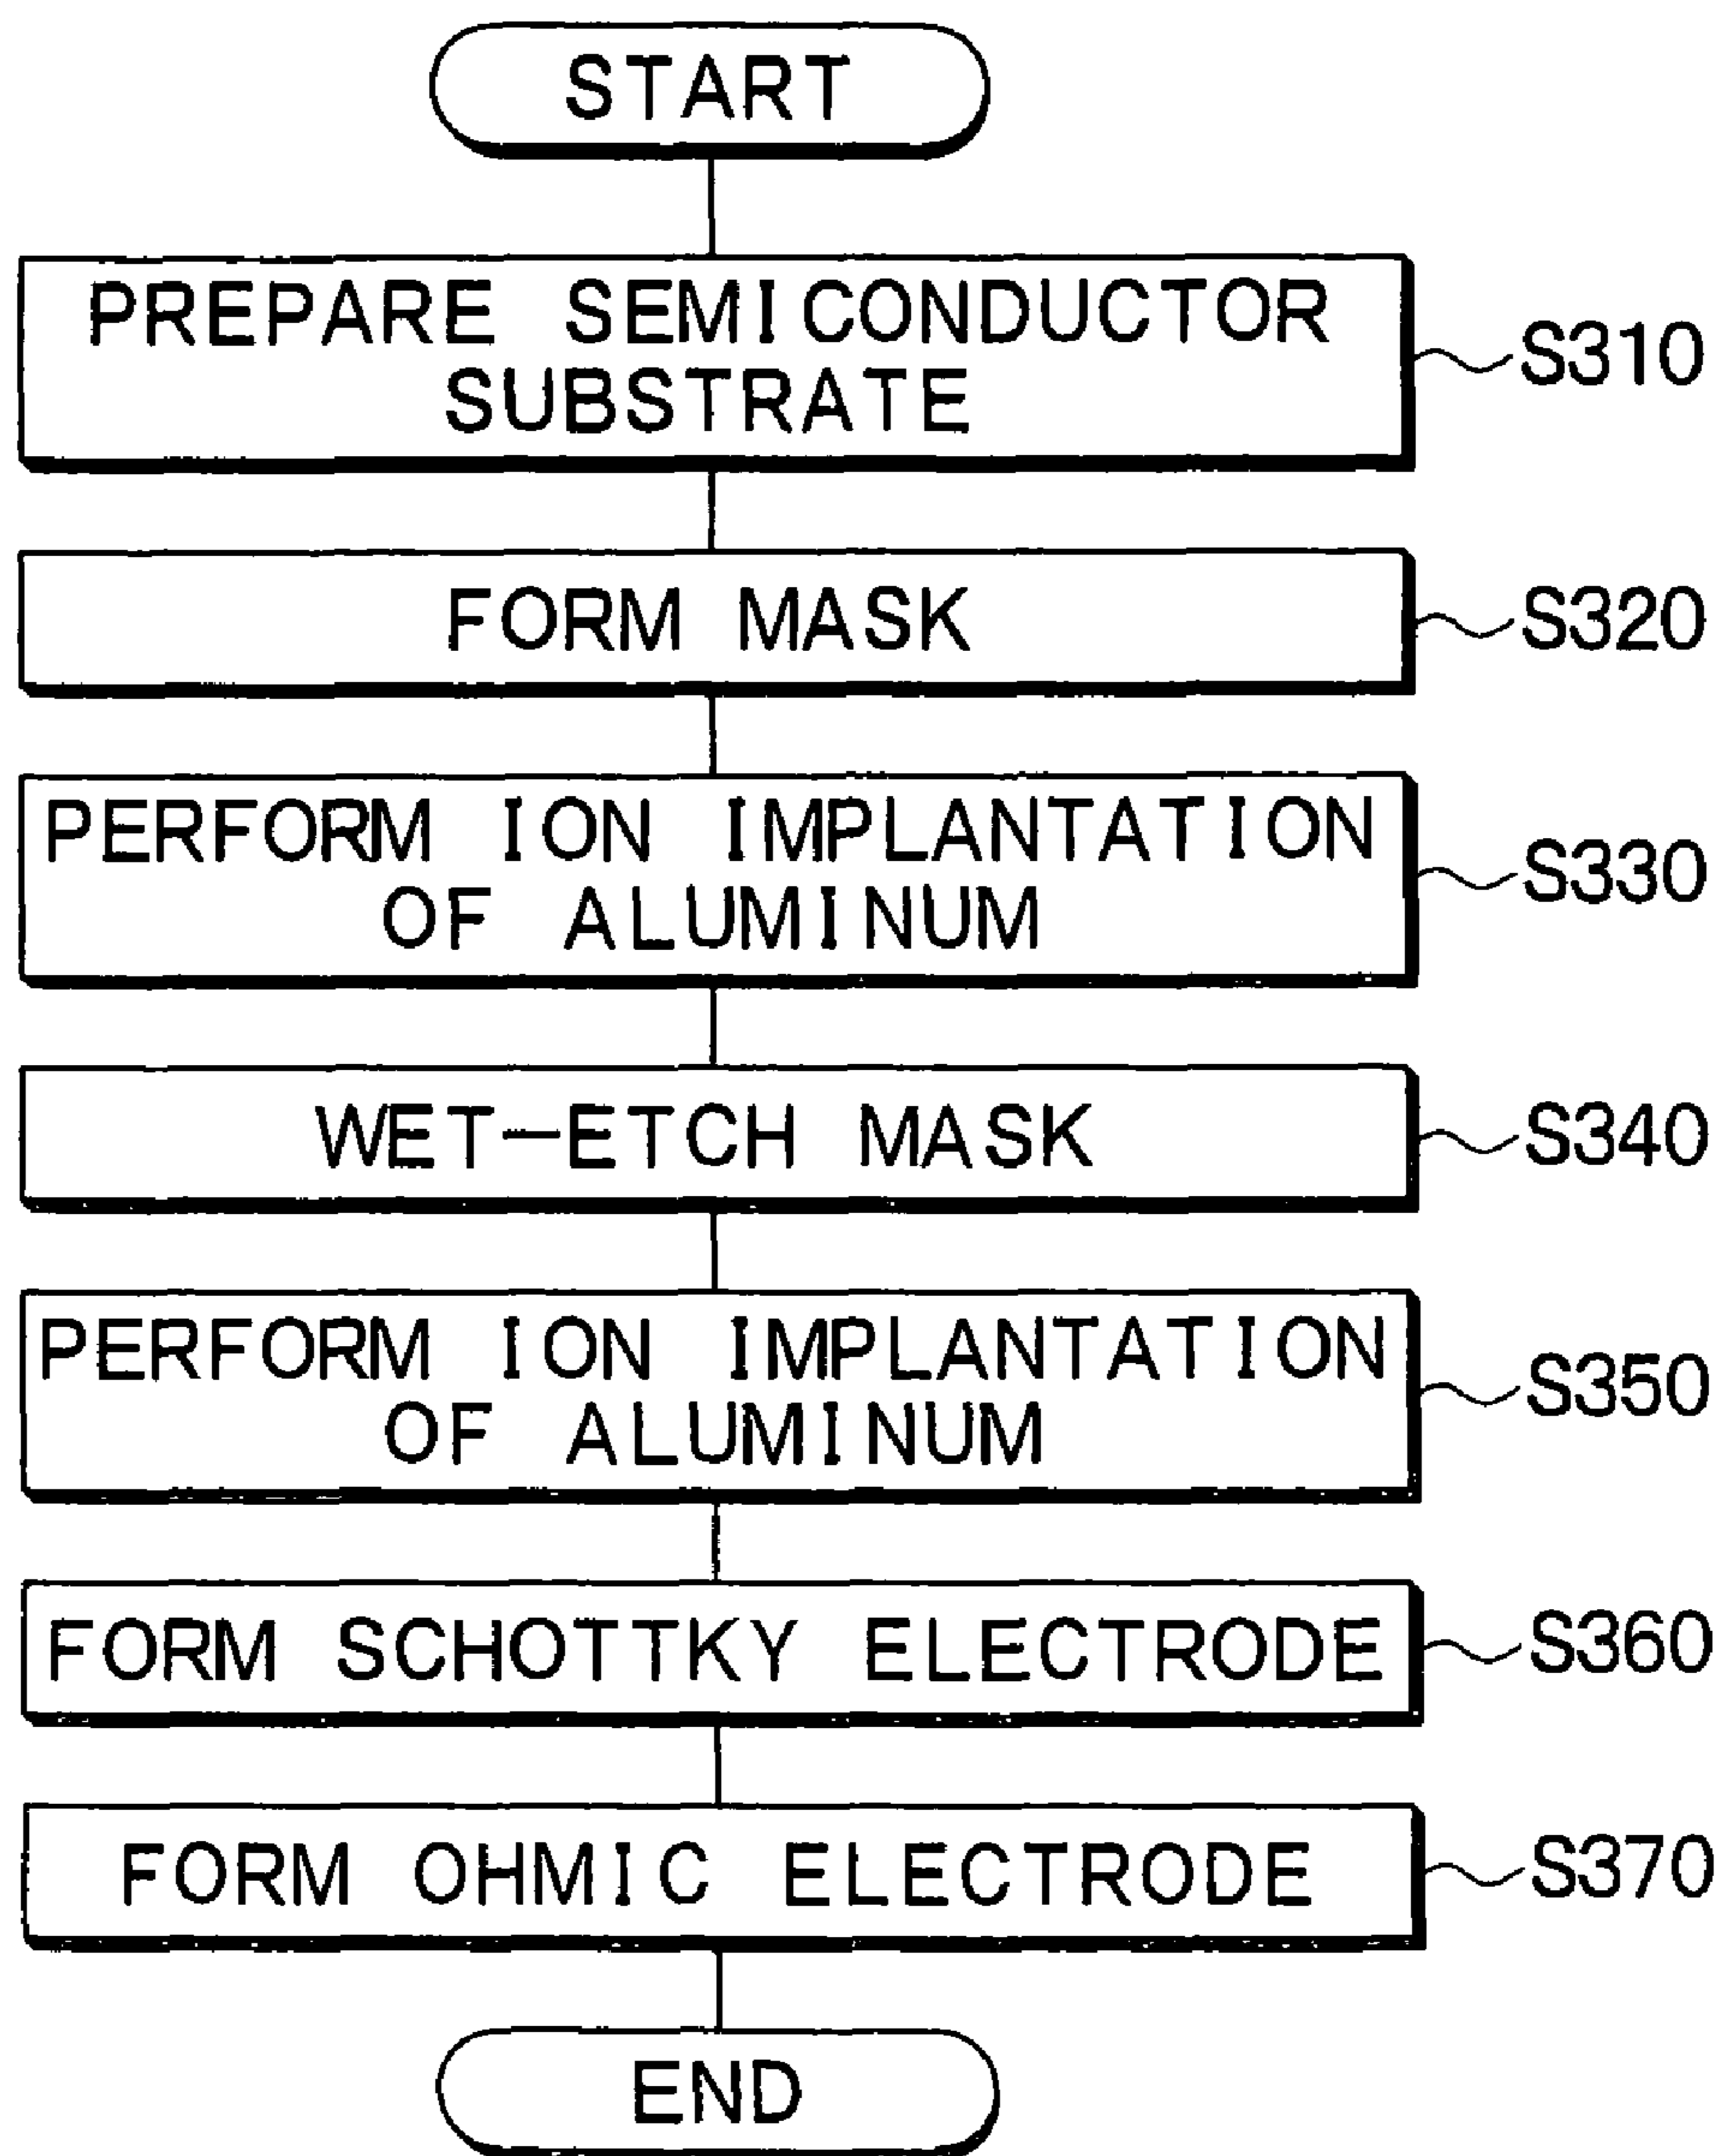 START
PREPARE SEMICONDUCTOR
SUBSTRATE
S310
FORM MASK
S320
PERFORM ION IMPLANTATION
OF ALUMINUM
S330
WET-ETCH MASK
S340
PERFORM ION IMPLANTATION
OF ALUMINUM
S350
FORM SCHOTTKY ELECTRODE
S360
FORM OHMIC ELECTRODE
S370
END